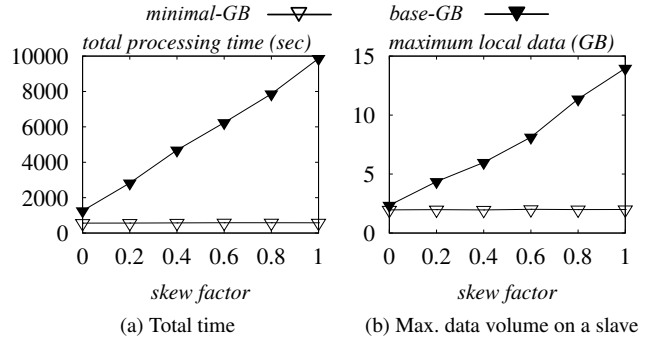 minimal-GB base-GB
total processing time (sec) maximum local data (GB)
10000 15
8000
6000 10
4000 5
2000
0 0
0 0.2 0.4 0.6 0.8 1 0 0.2 0.4 0.6 0.8 1
skew factor skew factor
(a) Total time (b) Max. data volume on a slave